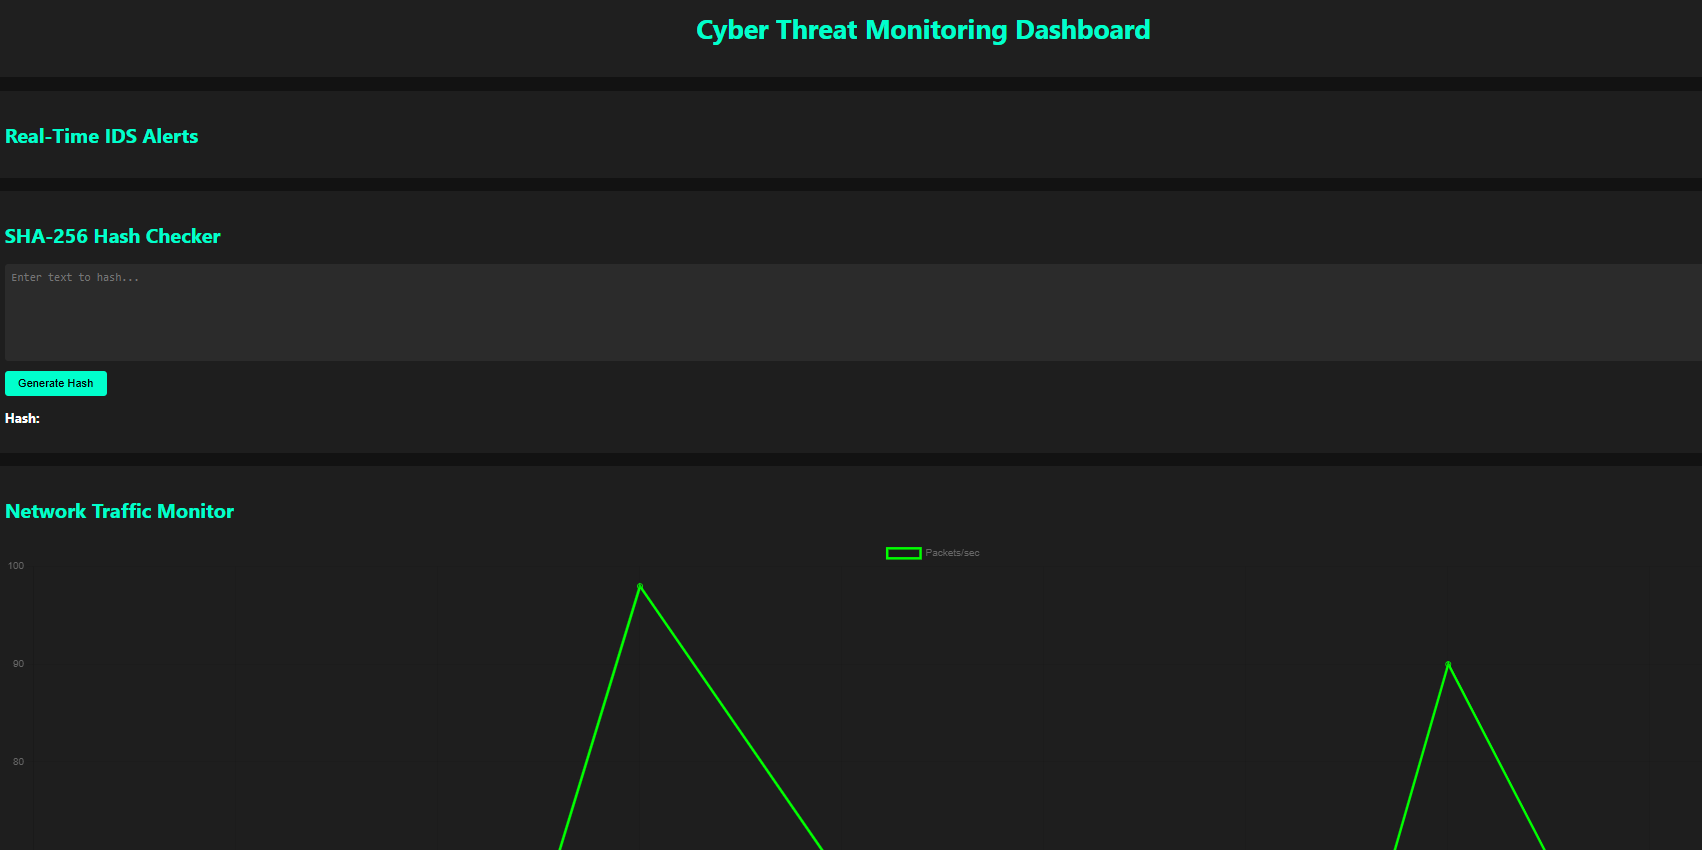 Cyber Threat Monitoring Dashboard
Real-Time IDS Alerts
SHA-256 Hash Checker
Enter text to hash...
Generate Hash
Hash:
Network Traffic Monitor
Packets/sec
100
90
80